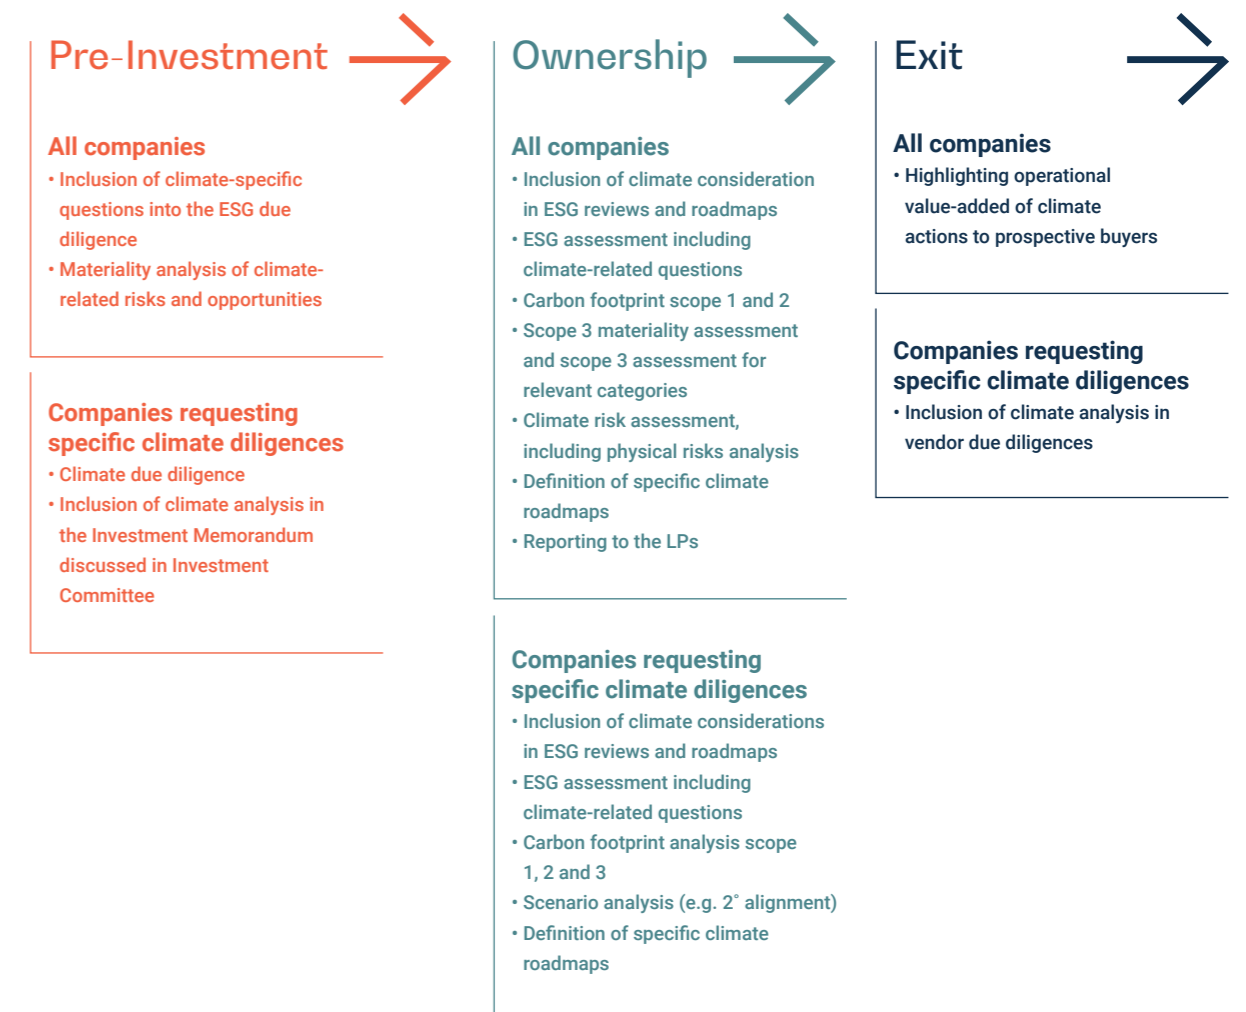 Pre-Investment
All companies
• Inclusion of climate-specific
questions into the ESG due
diligence
• Materiality analysis of climate-
related risks and opportunities
Companies requesting
specific climate diligences
• Climate due diligence
• Inclusion of climate analysis in
the Investment Memorandum
discussed in Investment
Committee
Ownership
All companies
• Inclusion of climate consideration
in ESG reviews and roadmaps
• ESG assessment including
climate-related questions
• Carbon footprint scope 1 and 2
• Scope 3 materiality assessment
and scope 3 assessment for
relevant categories
• Climate risk assessment,
including physical risks analysis
• Definition of specific climate
roadmaps
• Reporting to the LPs
Companies requesting
specific climate diligences
• Inclusion of climate considerations
in ESG reviews and roadmaps
• ESG assessment including
climate-related questions
• Carbon footprint analysis scope
1, 2 and 3
• Scenario analysis (e.g. 2° alignment)
• Definition of specific climate
roadmaps
Exit
All companies
• Highlighting operational
value-added of climate
actions to prospective buyers
Companies requesting
specific climate diligences
• Inclusion of climate analysis in
vendor due diligences